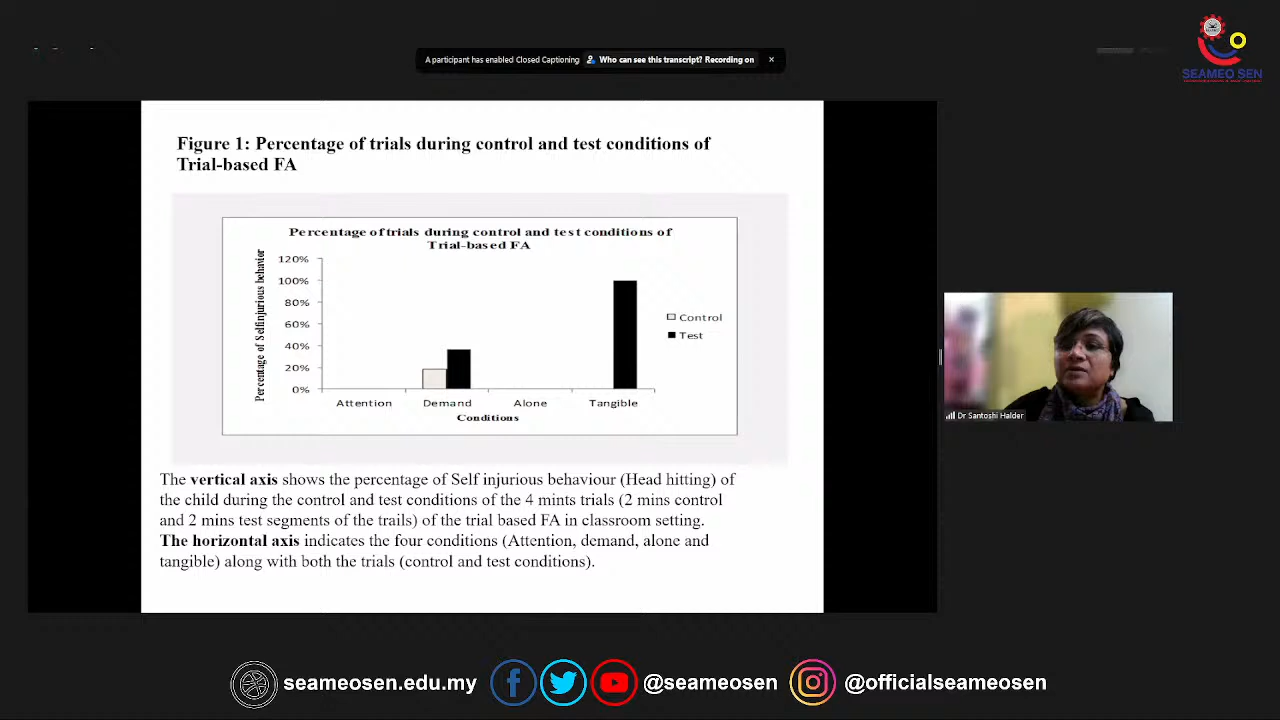 A participant has enabled Closed Captioning Who can see this transcript? Recording on ×
SEAMEO SEN
Figure 1: Percentage of trials during control and test conditions of
Trial-based FA
Percentage of trials during control and test conditions of
Trial-based FA
Percentage of Selfinjurious behavior
120%
100%
80%
60%
40%
20%
0%
Attention Demand Alone Tangible
Conditions
Control
Test
The vertical axis shows the percentage of Self injurious behaviour (Head hitting) of
the child during the control and test conditions of the 4 mints trials (2 mins control
and 2 mins test segments of the trails) of the trial based FA in classroom setting.
The horizontal axis indicates the four conditions (Attention, demand, alone and
tangible) along with both the trials (control and test conditions).
Dr Santoshi Halder
seameosen.edu.my @seameosen @officialseameosen